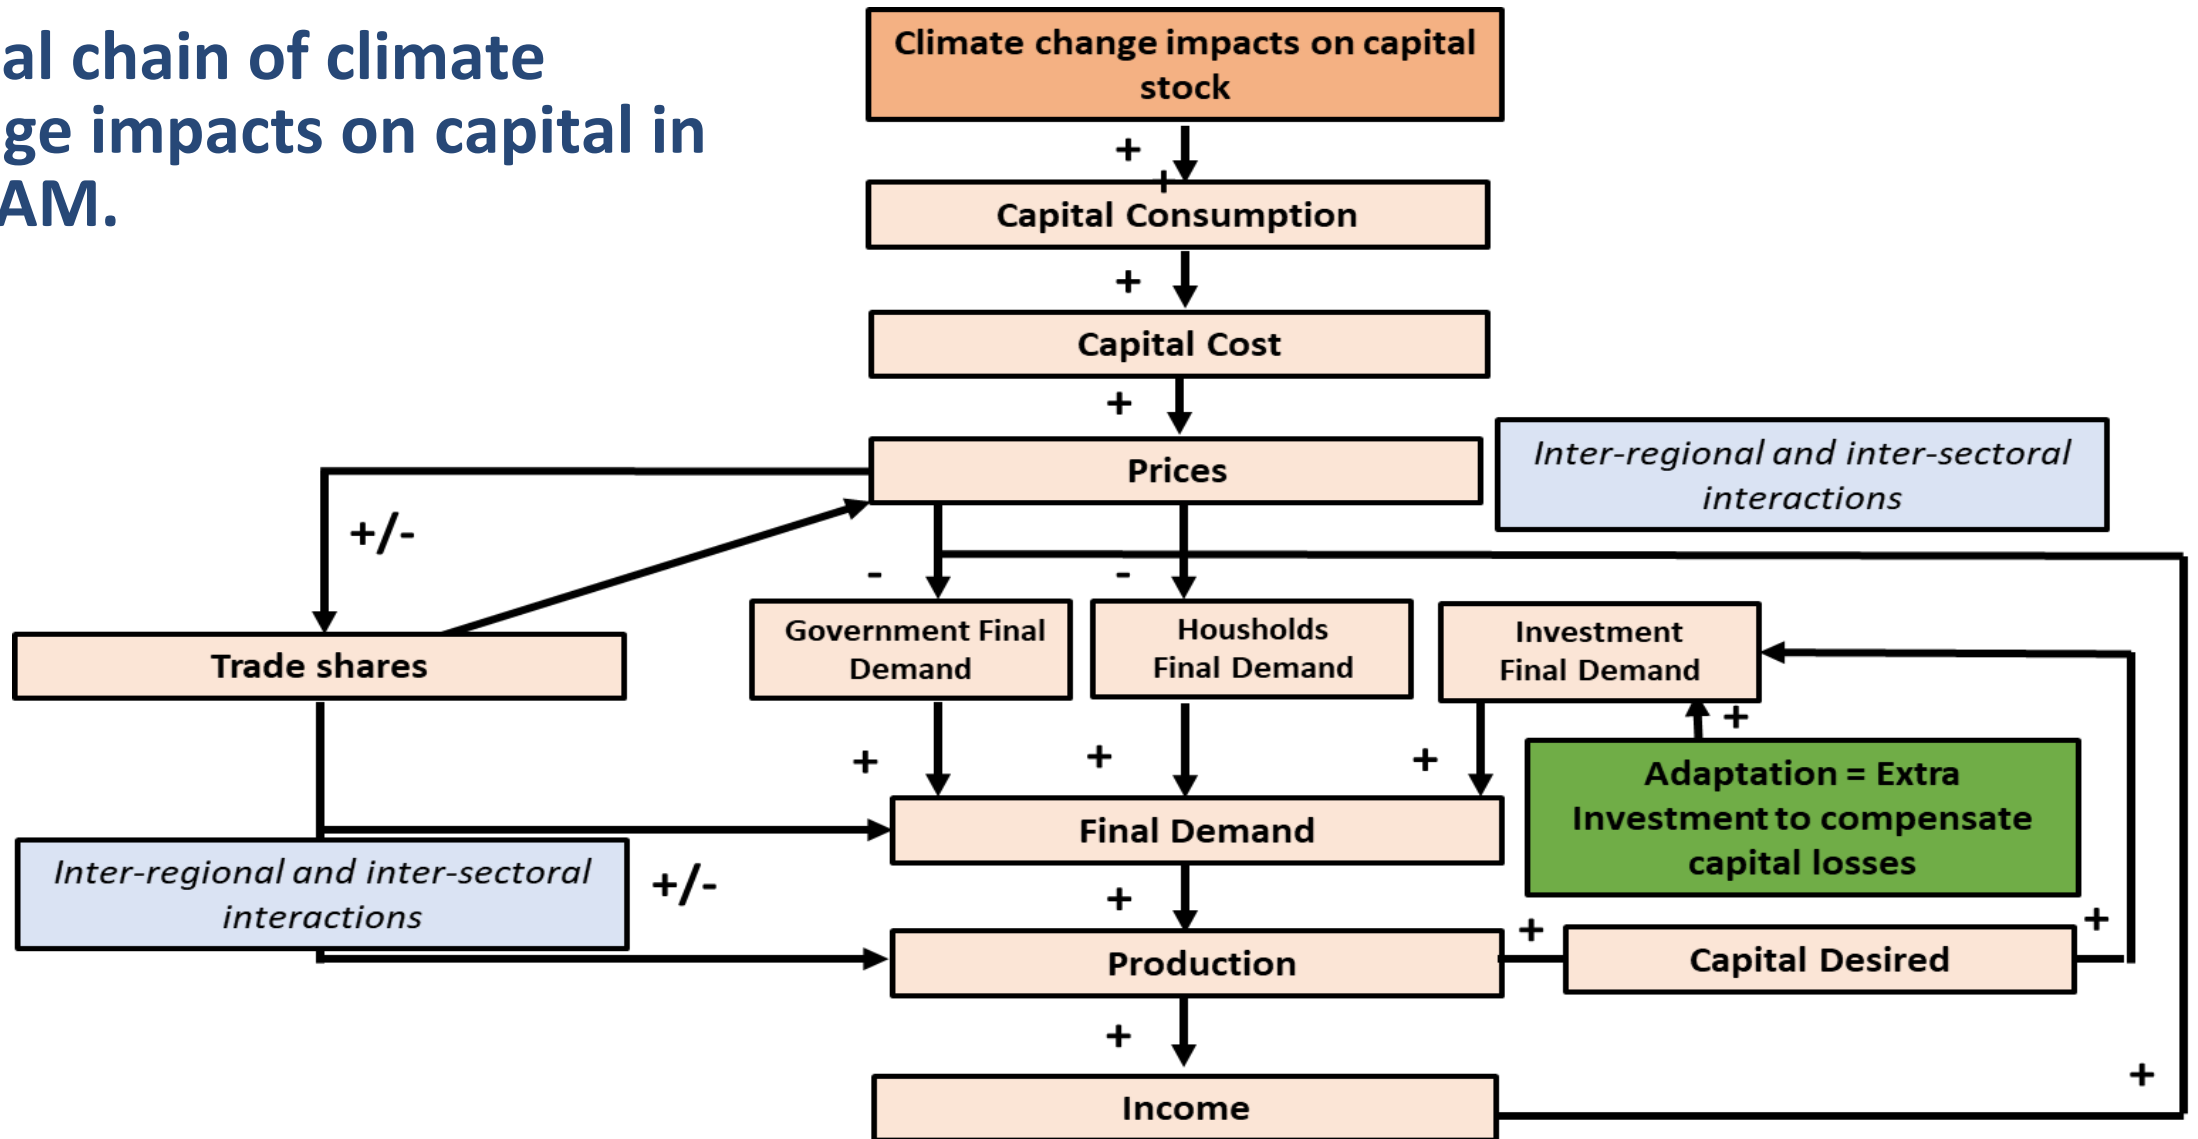 al chain of climate
ge impacts on capital in
AM.
Climate change impacts on capital
stock
+
+
Capital Consumption
+
Capital Cost
+
Prices
Inter-regional and inter-sectoral
interactions
+/-
-
-
Trade shares
Government Final
Demand
Housholds
Final Demand
Investment
Final Demand
+
+
+
+
Adaptation = Extra
Investment to compensate
capital losses
Final Demand
Inter-regional and inter-sectoral
interactions
+/-
+
Production
+
Capital Desired
+
+
Income
+